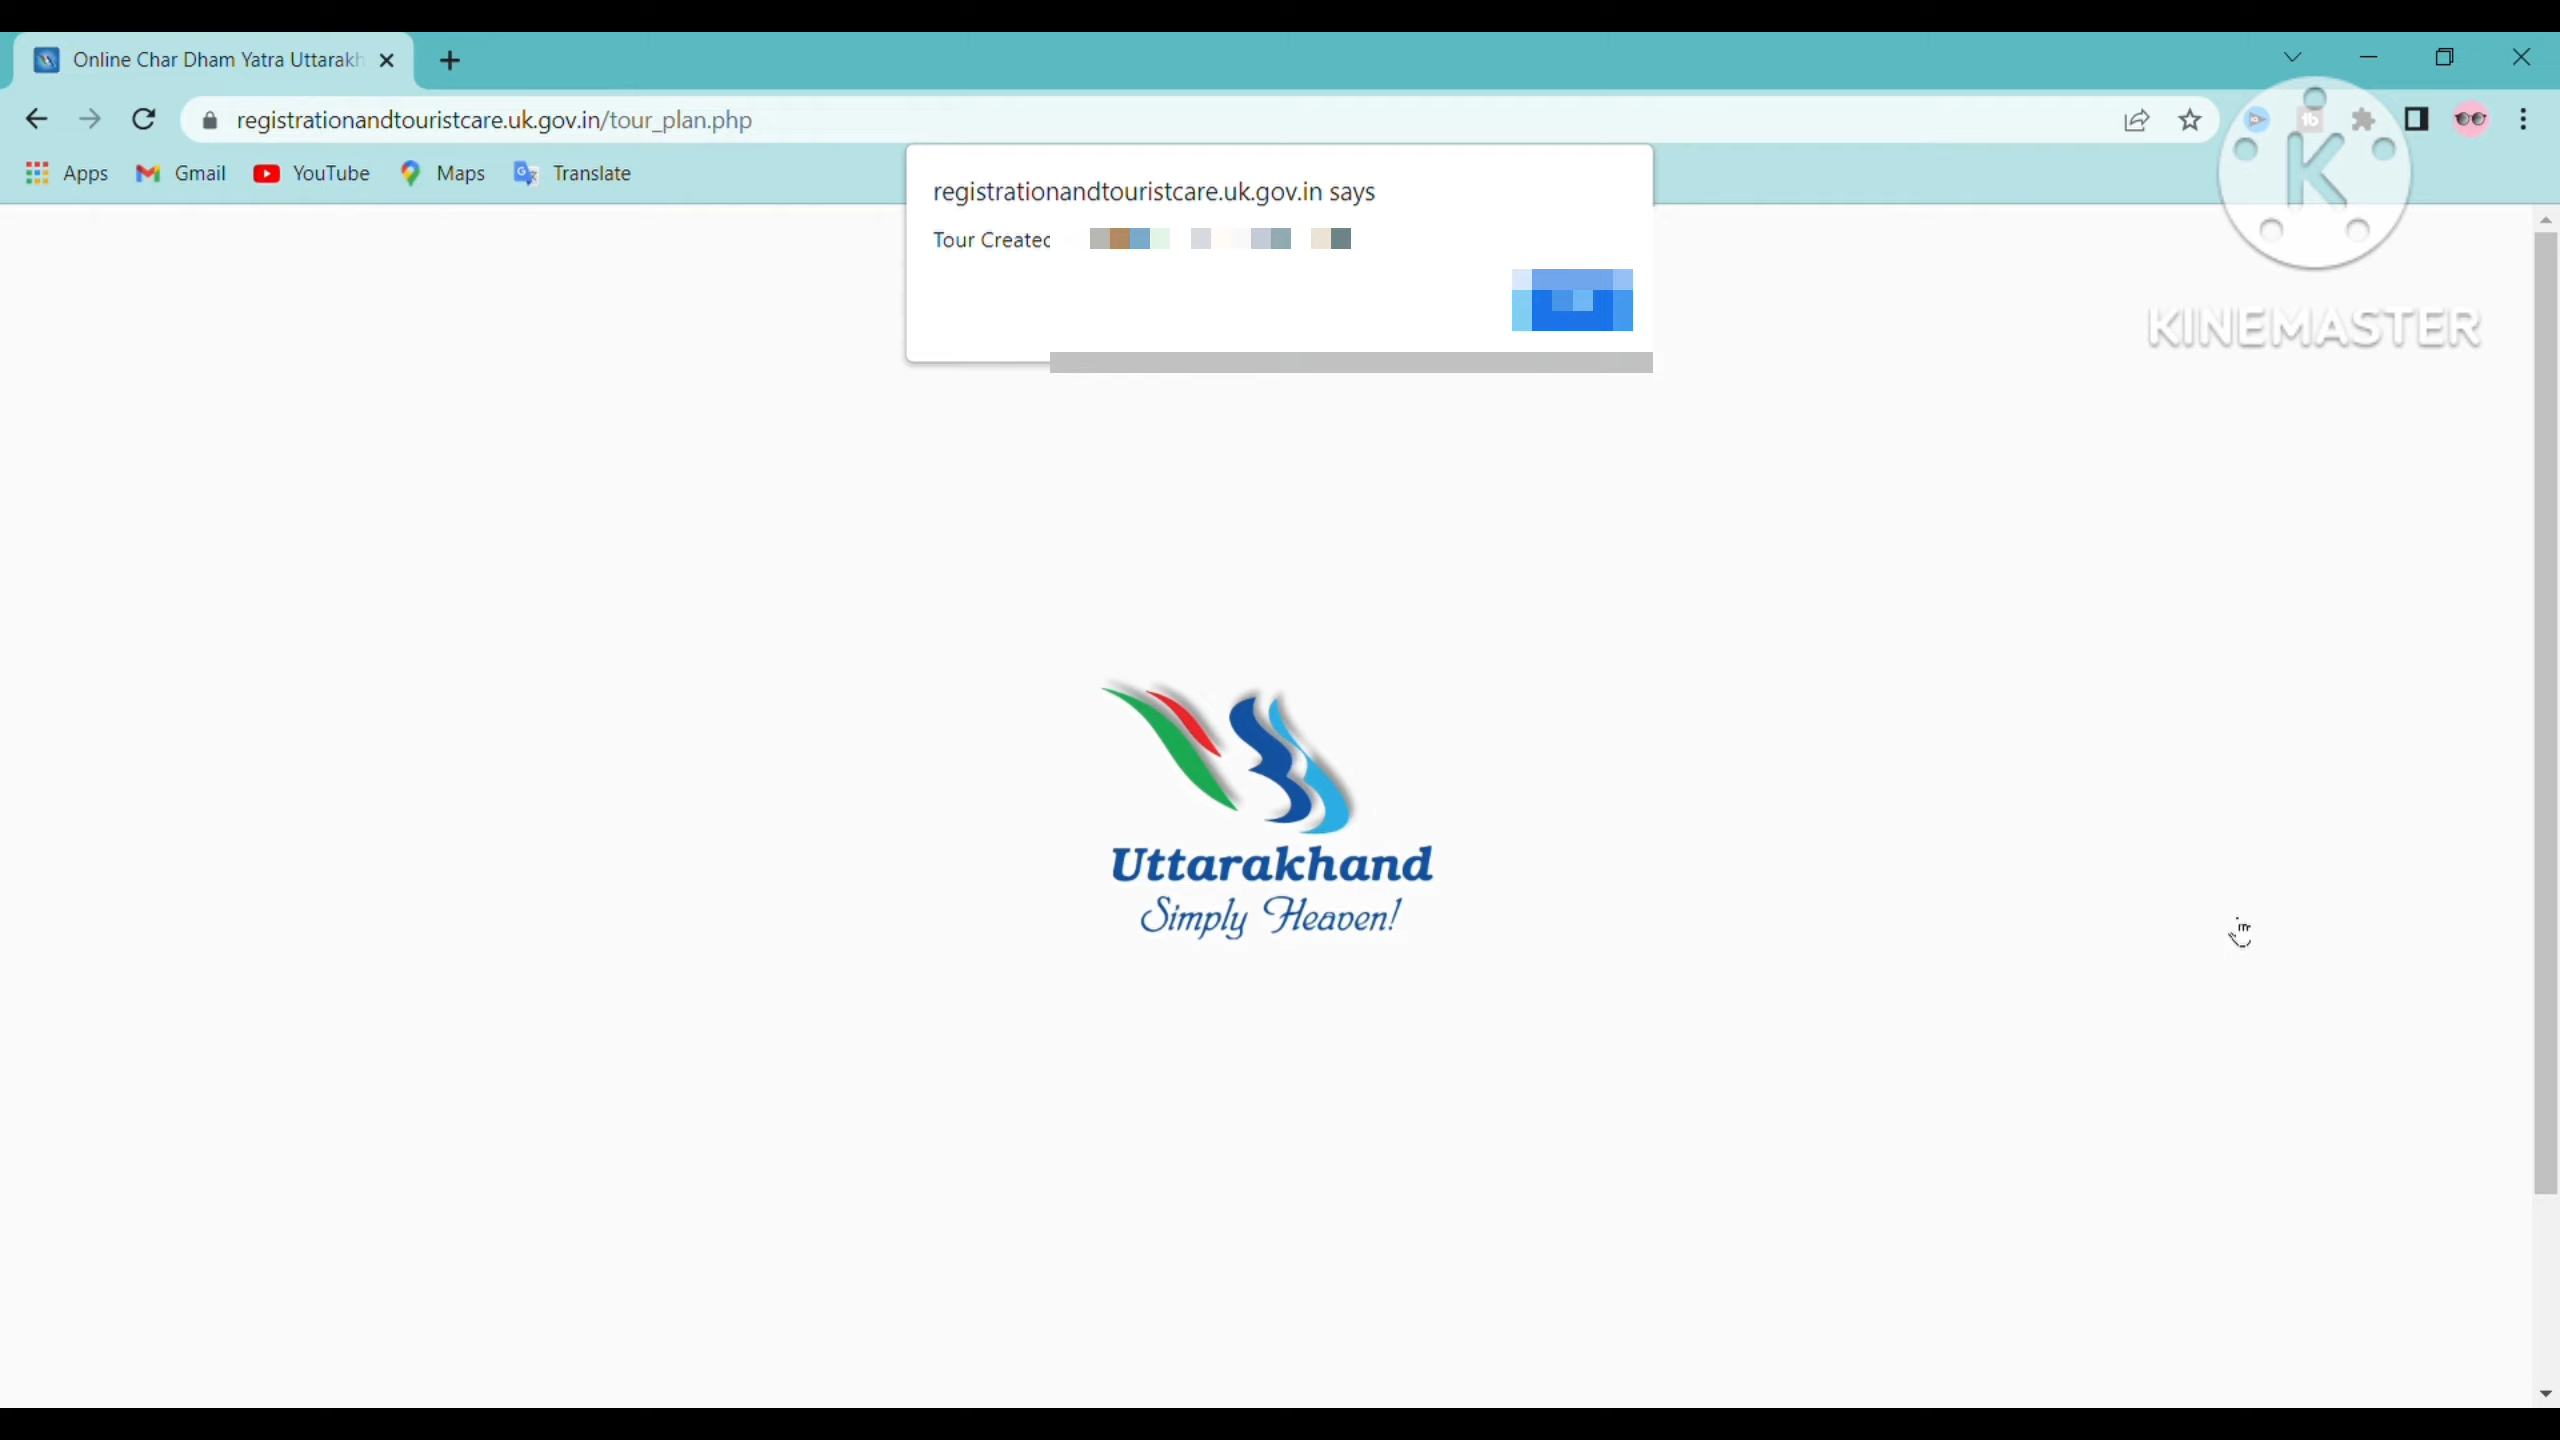 Online Char Dham Yatra Uttarakh
registrationandtouristcare.uk.gov.in/tour_plan.php
Apps Gmail YouTube Maps Translate
registrationandtouristcare.uk.gov.in says
Tour Created
K
KINEMASTER
Uttarakhand
Simply Heaven!